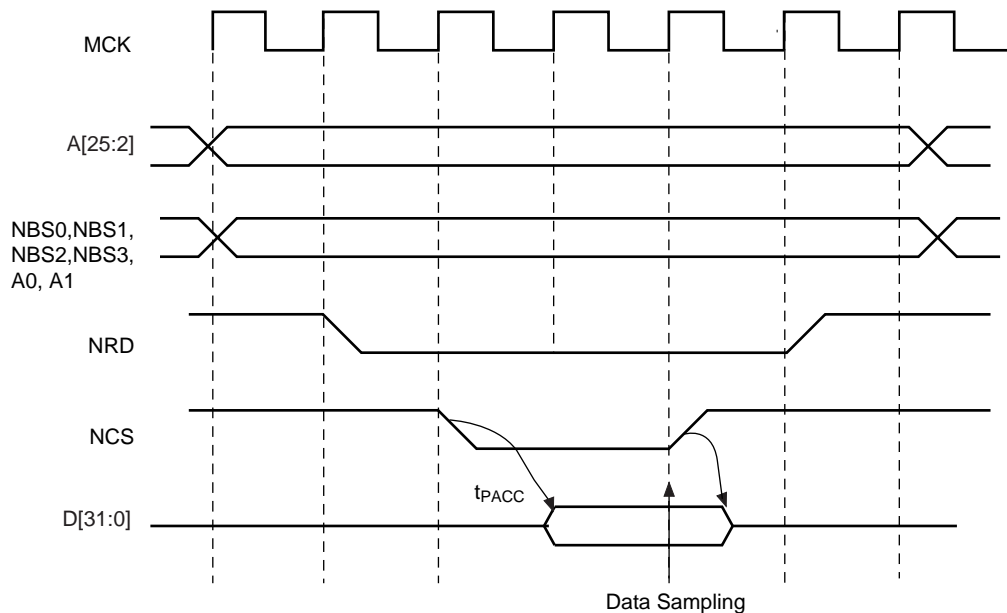 MCK
A[25:2]
NBS0,NBS1,
NBS2,NBS3,
A0, A1
NRD
NCS
tPACC
D[31:0]
Data Sampling